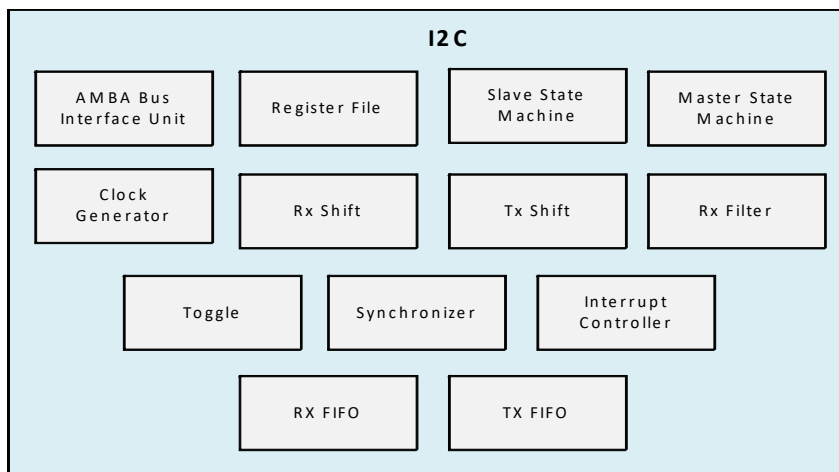 I2C
AMBA Bus
Interface Unit
Register File
Slave State
Machine
Master State
Machine
Clock
Generator
Rx Shift
Tx Shift
Rx Filter
Toggle
Synchronizer
Interrupt
Controller
RX FIFO
TX FIFO